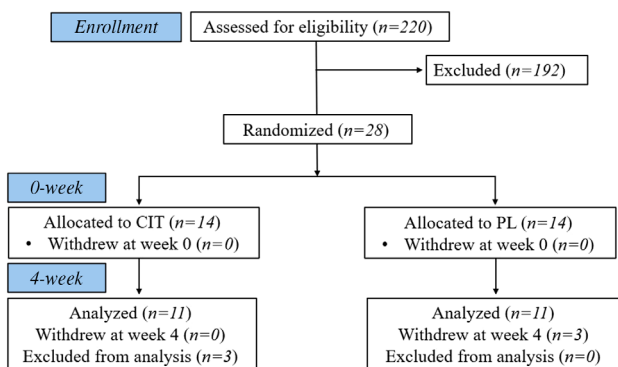 Enrollment
Assessed for eligibility (n=220)
Excluded (n=192)
Randomized (n=28)
0-week
Allocated to CIT (n=14)
• Withdrew at week 0 (n=0)
Allocated to PL (n=14)
• Withdrew at week 0 (n=0)
4-week
Analyzed (n=11)
Withdrew at week 4 (n=0)
Excluded from analysis (n=3)
Analyzed (n=11)
Withdrew at week 4 (n=3)
Excluded from analysis (n=0)